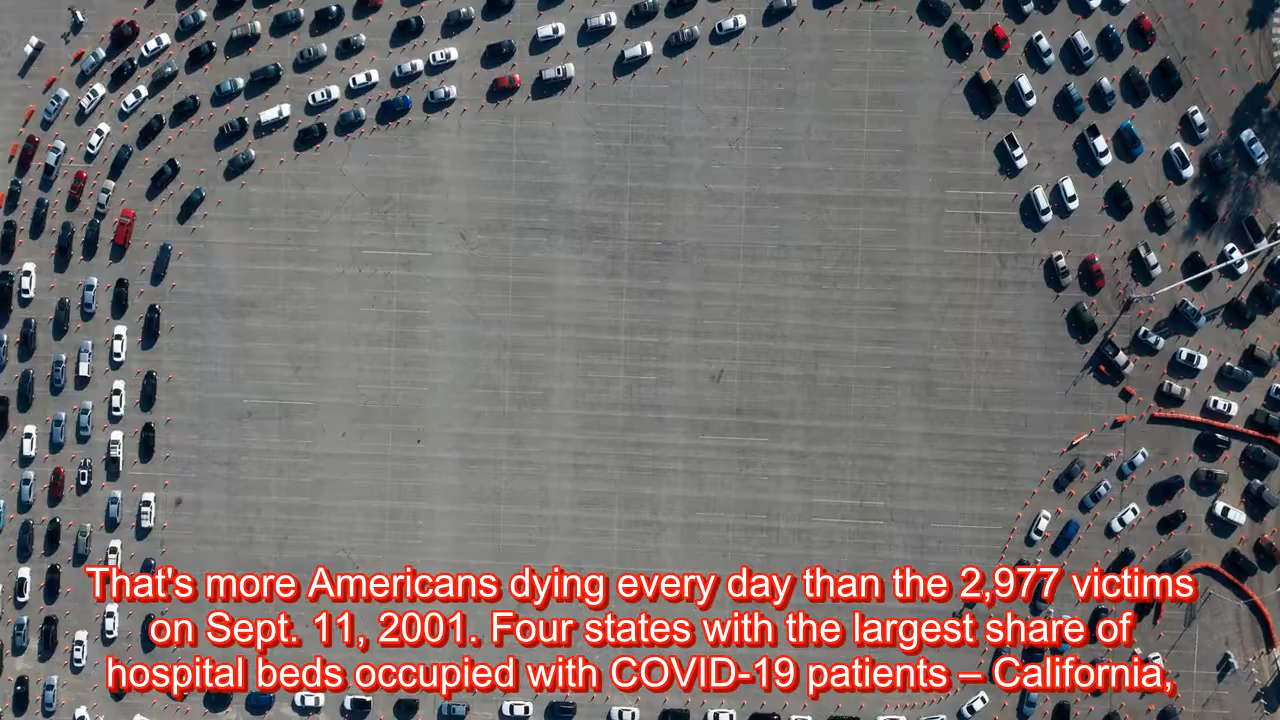 That's more Americans dying every day than the 2,977 victims
on Sept. 11, 2001. Four states with the largest share of
hospital beds occupied with COVID-19 patients – California,